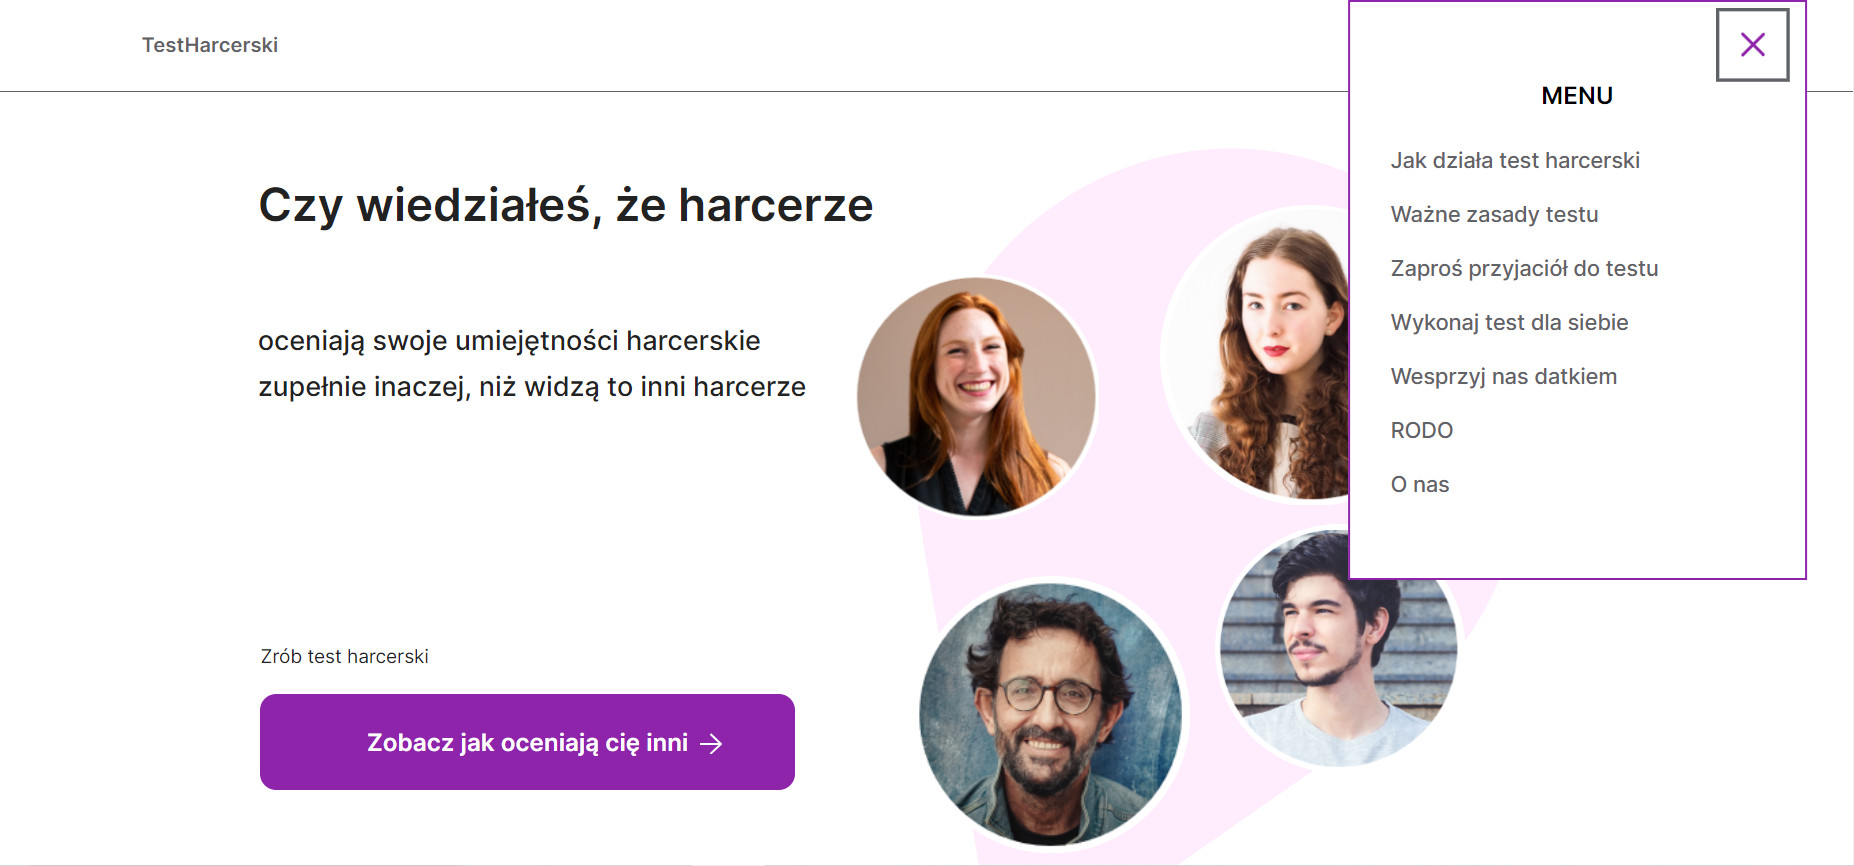 TestHarcerski
MENU
Jak działa test harcerski
Ważne zasady testu
Zaproś przyjaciół do testu
Wykonaj test dla siebie
Wesprzyj nas datkiem
RODO
O nas
Czy wiedziałeś, że harcerze
oceniają swoje umiejętności harcerskie
zupełnie inaczej, niż widzą to inni harcerze
Zrób test harcerski
Zobacz jak oceniają cię inni →